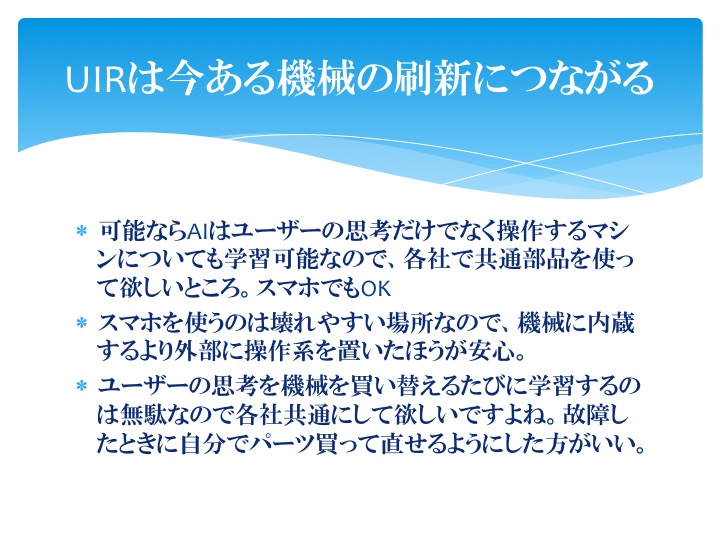 UIRは今ある機械の刷新につながる
* 可能ならAIはユーザーの思考だけでなく操作するマシ
ンについても学習可能なので、各社で共通部品を使っ
て欲しいところ。スマホでもOK
* スマホを使うのは壊れやすい場所なので、機械に内蔵
するより外部に操作系を置いたほうが安心。
* ユーザーの思考を機械を買い替えるたびに学習するの
は無駄なので各社共通にして欲しいですよね。故障し
たときに自分でパーツ買って直せるようにした方がいい。